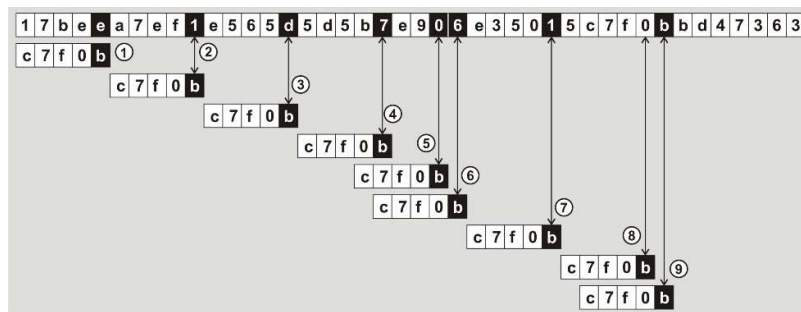 1 7 b e e a 7 e f 1 e 5 6 5 d 5 d 5 b 7 e 9 0 6 e 3 5 0 1 5 c 7 f 0 b b d 4 7 3 6 3
c 7 f 0 b ① ②
c 7 f 0 b ③
c 7 f 0 b ④
c 7 f 0 b ⑤
c 7 f 0 b ⑥
c 7 f 0 b ⑦
c 7 f 0 b ⑧
c 7 f 0 b ⑨
c 7 f 0 b